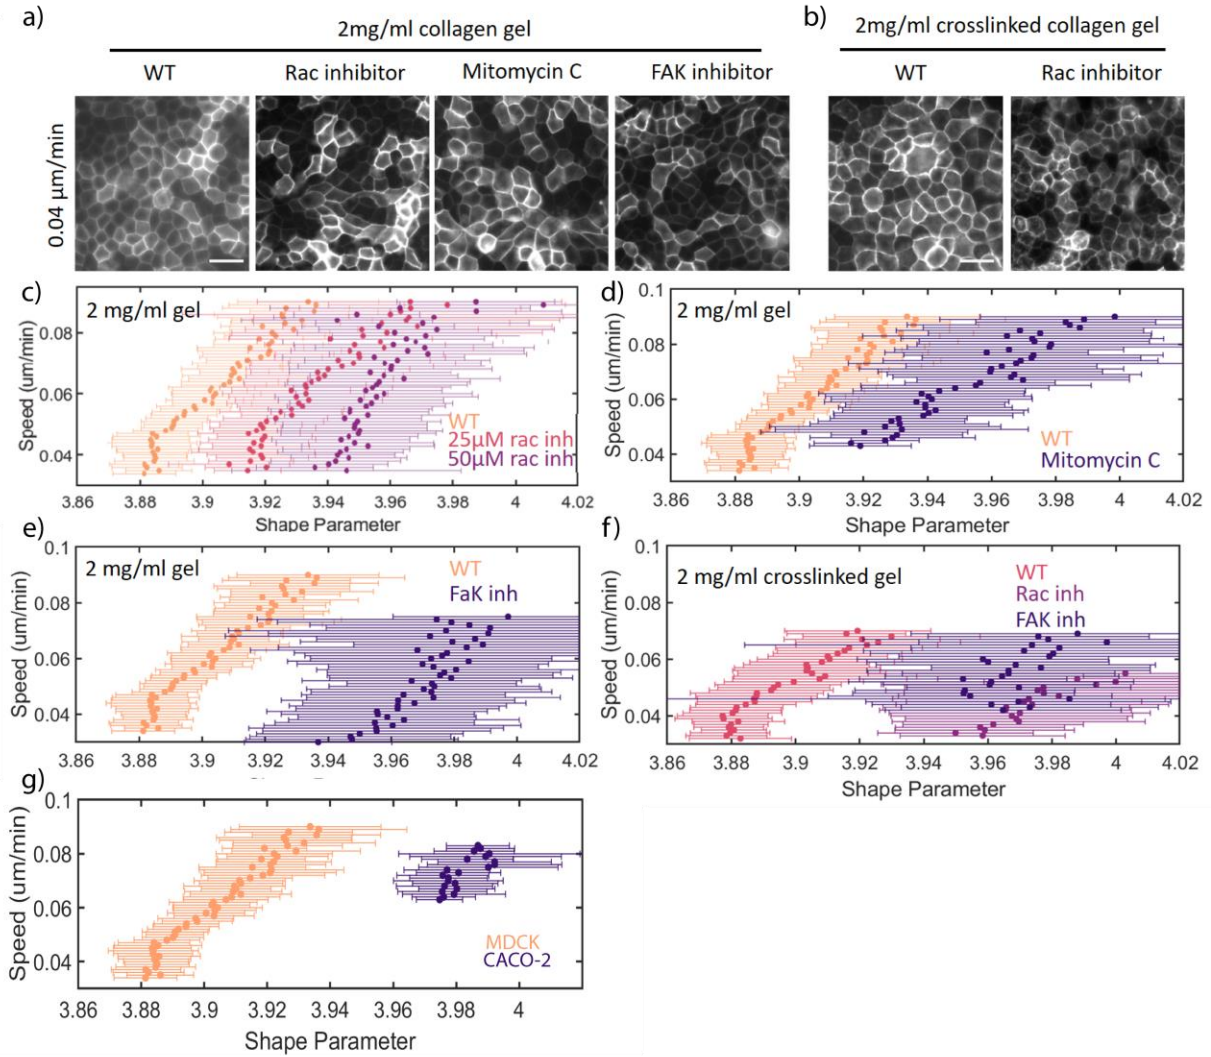 a)
2mg/ml collagen gel
WT Rac inhibitor Mitomycin C FAK inhibitor
0.04 µm/min
b)
2mg/ml crosslinked collagen gel
WT Rac inhibitor
c)
2 mg/ml gel
Speed (um/min)
0.08
0.06
0.04
WT
25µM rac inh
50µM rac inh
3.86 3.88 3.9 3.92 3.94 3.96 3.98 4 4.02
Shape Parameter
d)
2 mg/ml gel
Speed (um/min)
0.1
0.08
0.06
0.04
WT
Mitomycin C
3.86 3.88 3.9 3.92 3.94 3.96 3.98 4 4.02
Shape Parameter
e)
2 mg/ml gel
Speed (um/min)
0.1
0.08
0.06
0.04
WT
FaK inh
3.86 3.88 3.9 3.92 3.94 3.96 3.98 4 4.02
f)
2 mg/ml crosslinked gel
Speed (um/min)
0.1
0.08
0.06
0.04
WT
Rac inh
FAK inh
3.86 3.88 3.9 3.92 3.94 3.96 3.98 4 4.02
Shape Parameter
g)
Speed (um/min)
0.1
0.08
0.06
0.04
MDCK
CACO-2
3.86 3.88 3.9 3.92 3.94 3.96 3.98 4
Shape Parameter